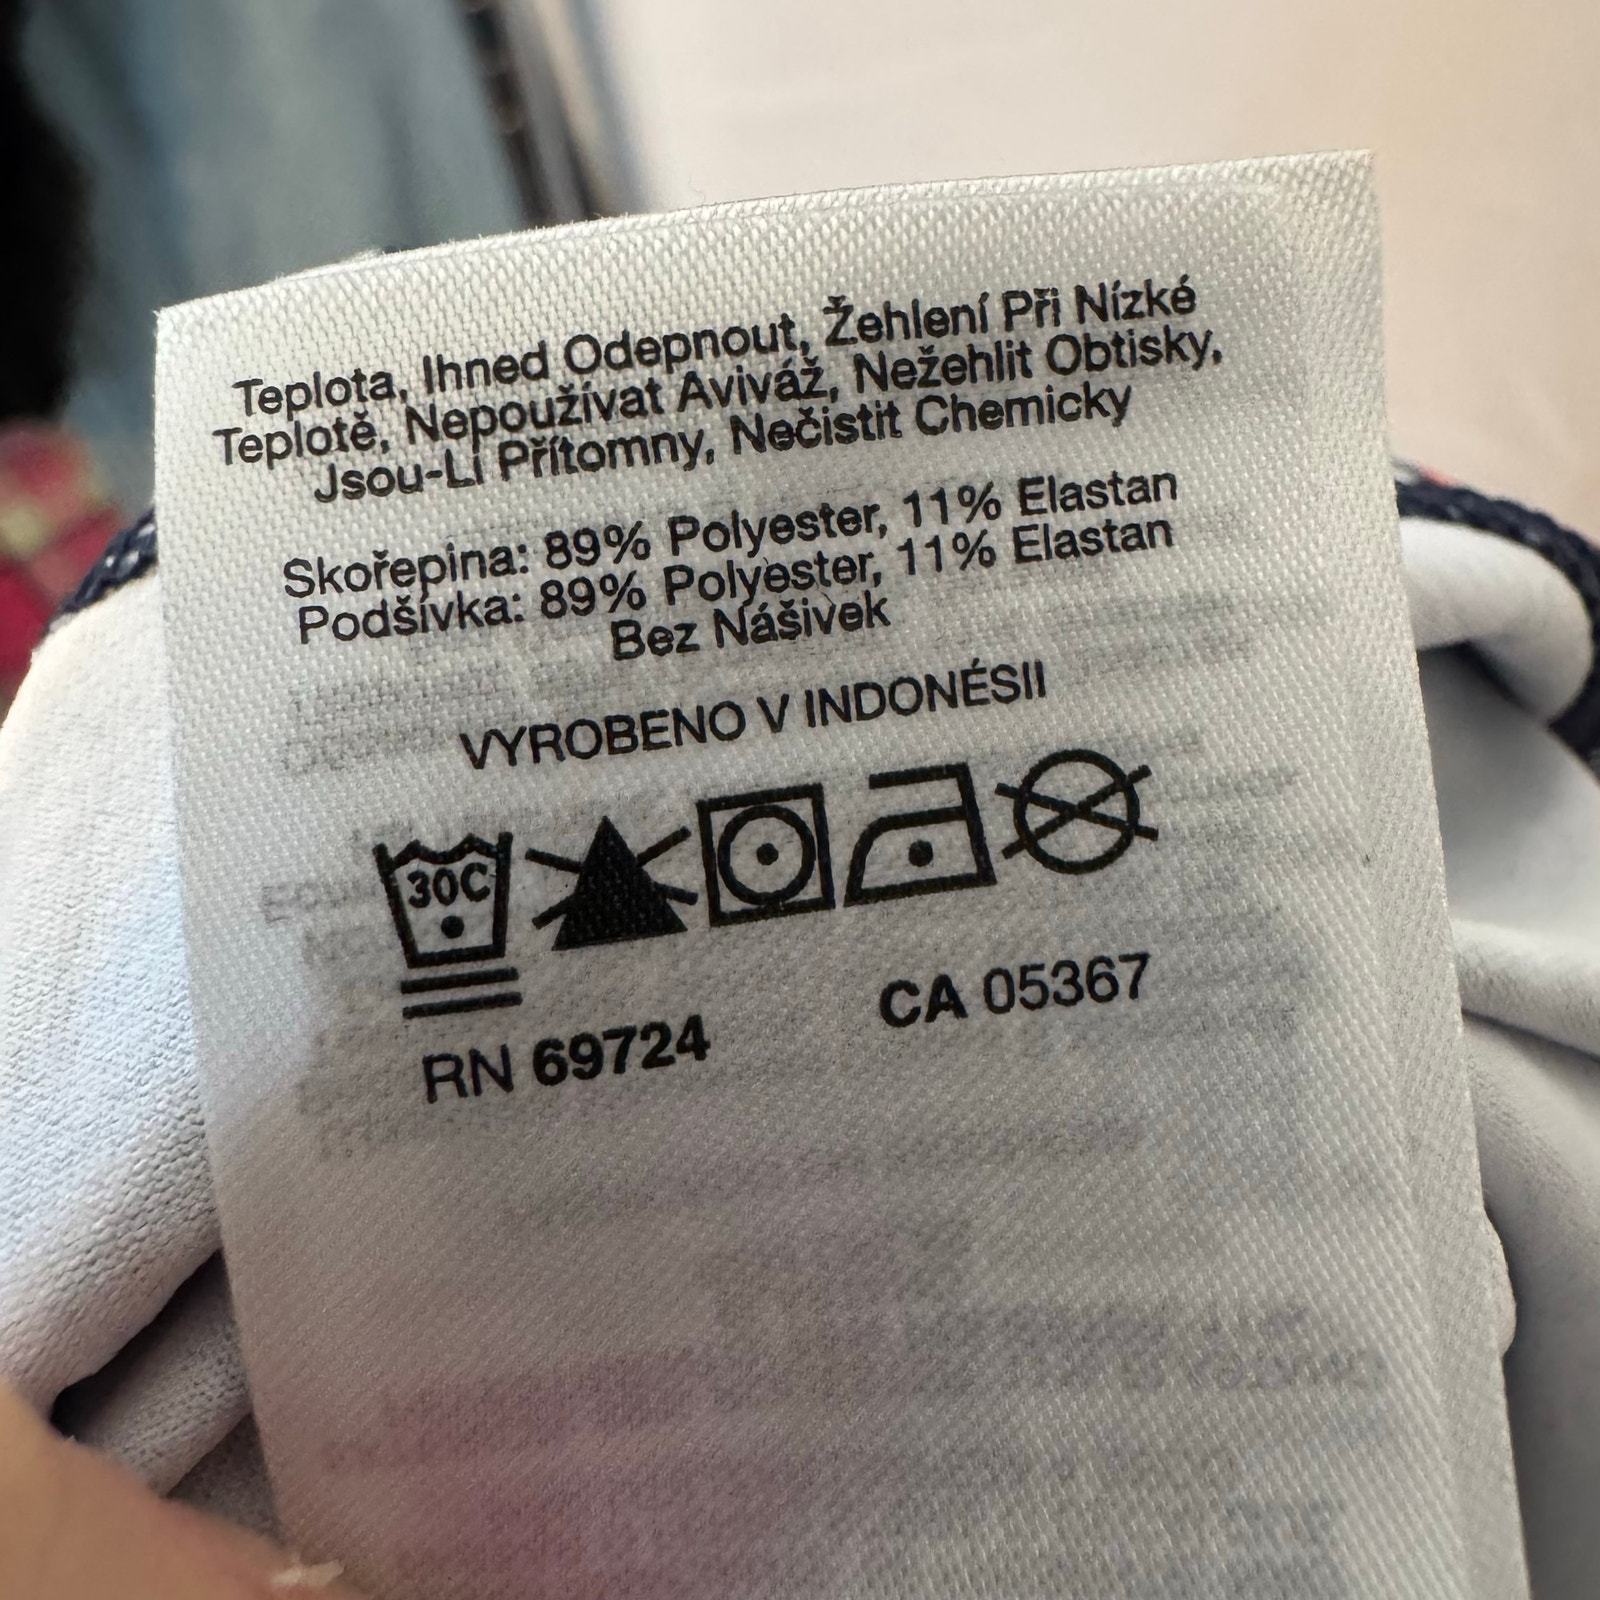 Teplota, Ihned Odepnout, Žehlení Při Nízké
Teplotě, Nepoužívat Aviváž, Nežehlit Obtisky,
Jsou-Li Přítomny, Nečistit Chemicky
Skořepina: 89% Polyester, 11% Elastan
Podšívka: 89% Polyester, 11% Elastan
Bez Nášivek
VYROBENO V INDONÉSII
30C
RN 69724 CA 05367